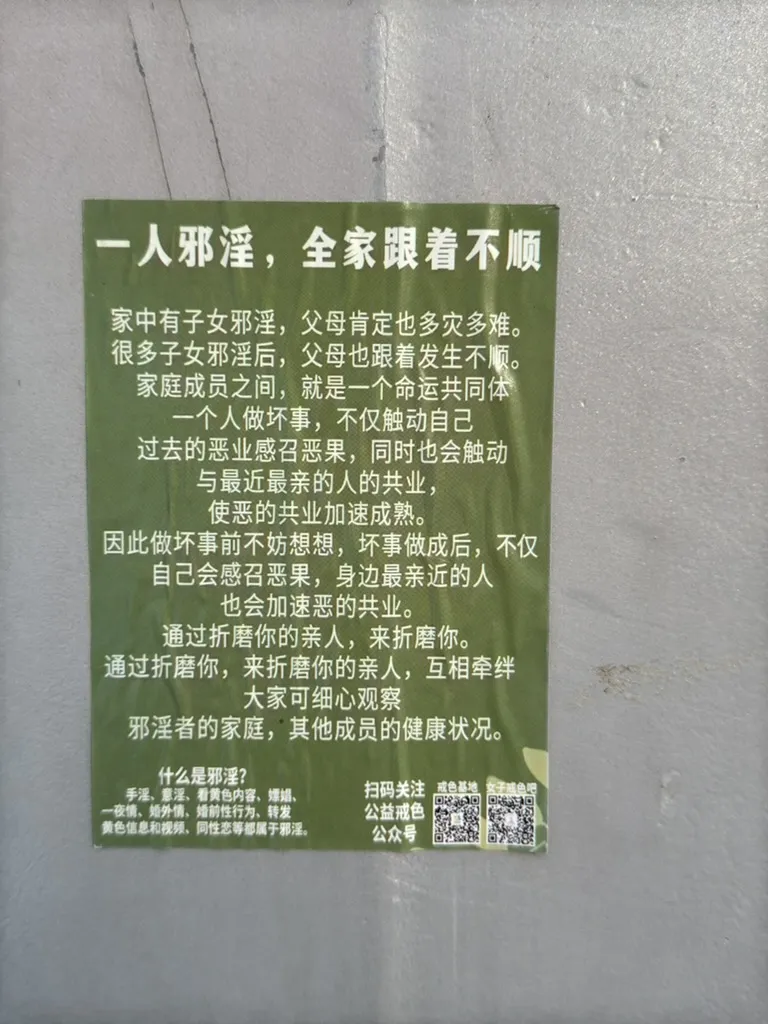 一人邪淫，全家跟着不顺
家中有子女邪淫，父母肯定也多灾多难。
很多子女邪淫后，父母也跟着发生不顺。
家庭成员之间，就是一个命运共同体
一个人做坏事，不仅触动自己
过去的恶业感召恶果，同时也会触动
与最近最亲的人的共业，
使恶的共业加速成熟。
因此做坏事前不妨想想，坏事做成后，不仅
自己会感召恶果，身边最亲近的人
也会加速恶的共业。
通过折磨你的亲人，来折磨你。
通过折磨你，来折磨你的亲人，互相牵绊
大家可细心观察
邪淫者的家庭，其他成员的健康状况。
什么是邪淫?
手淫、意淫、看黄色内容、嫖娼、
一夜情、婚外情、婚前性行为、转发
黄色信息和视频、同性恋等都属于邪淫。
扫码关注
公益戒色
公众号
戒色基地
女子戒色吧